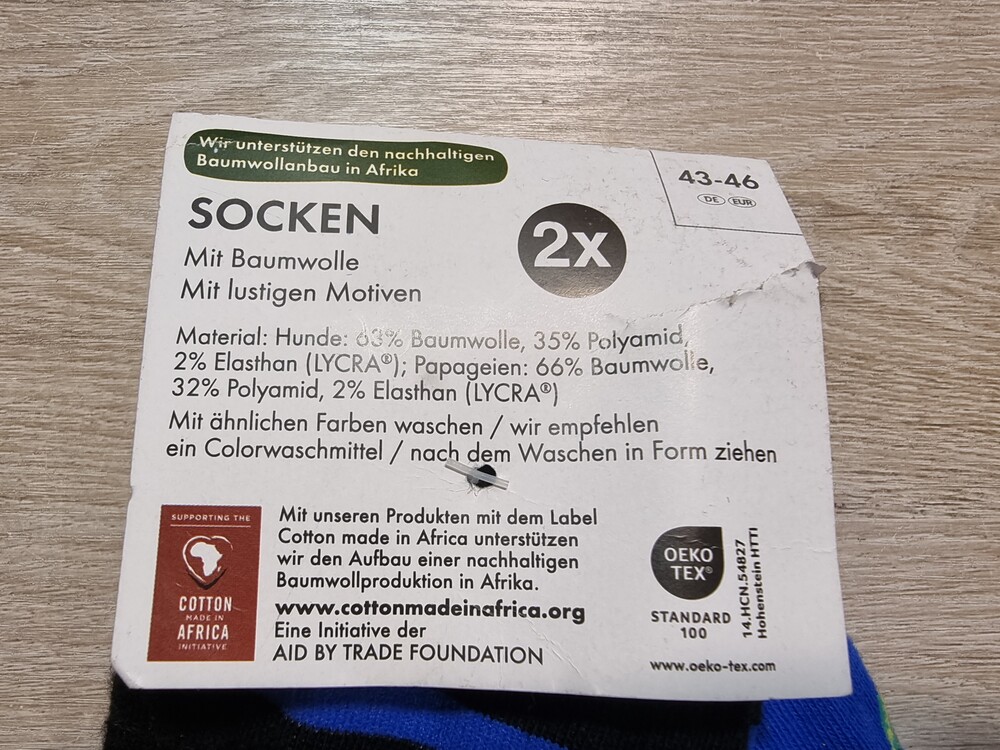 Wir unterstützen den nachhaltigen
Baumwollanbau in Afrika
43-46
DE EUR
SOCKEN
2x
Mit Baumwolle
Mit lustigen Motiven
Material: Hunde: 63% Baumwolle, 35% Polyamid,
2% Elasthan (LYCRA®); Papageien: 66% Baumwolle,
32% Polyamid, 2% Elasthan (LYCRA®)
Mit ähnlichen Farben waschen / wir empfehlen
ein Colorwaschmittel / nach dem Waschen in Form ziehen
SUPPORTING THE
COTTON
MADE IN
AFRICA
INITIATIVE
Mit unseren Produkten mit dem Label
Cotton made in Africa unterstützen
wir den Aufbau einer nachhaltigen
Baumwollproduktion in Afrika.
www.cottonmadeinafrica.org
Eine Initiative der
AID BY TRADE FOUNDATION
OEKO
TEX®
STANDARD
100
14.HCN.54827
Hohenstein HTTI
www.oeko-tex.com